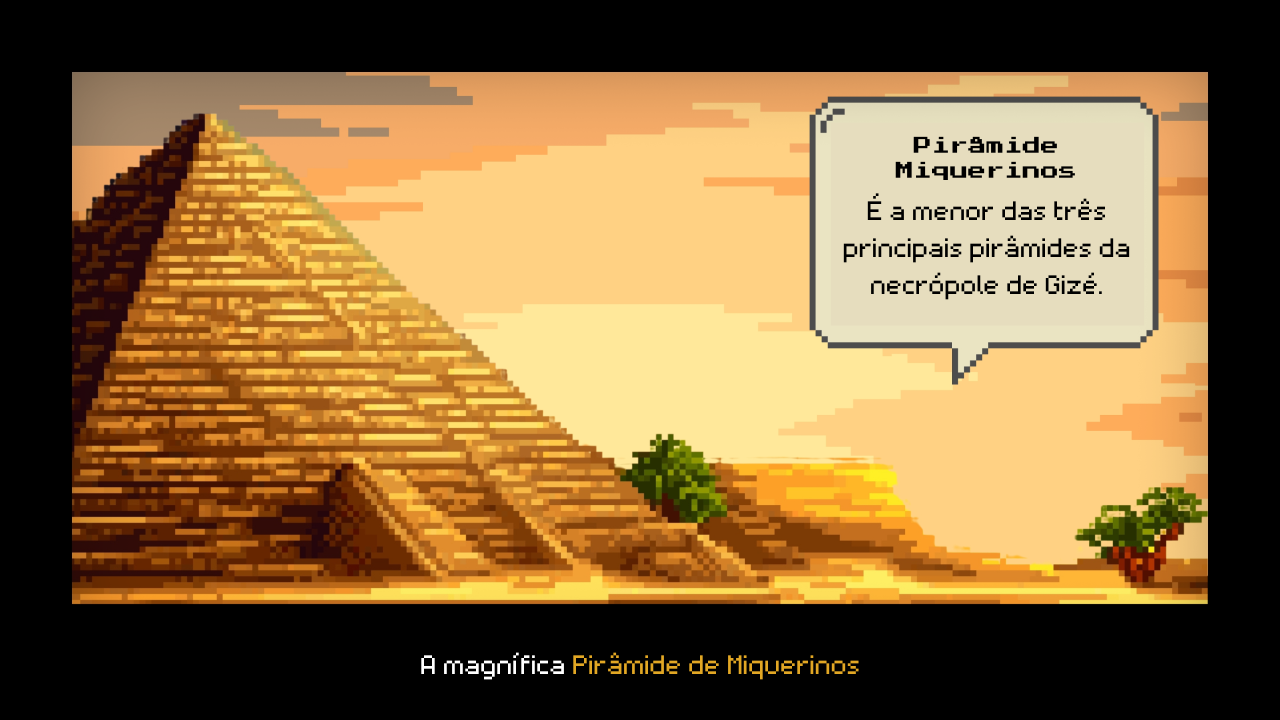 Pirâmide
Miquerinos
É a menor das três
principais pirâmides da
necrópole de Gizé.
A magnífica Pirâmide de Miquerinos